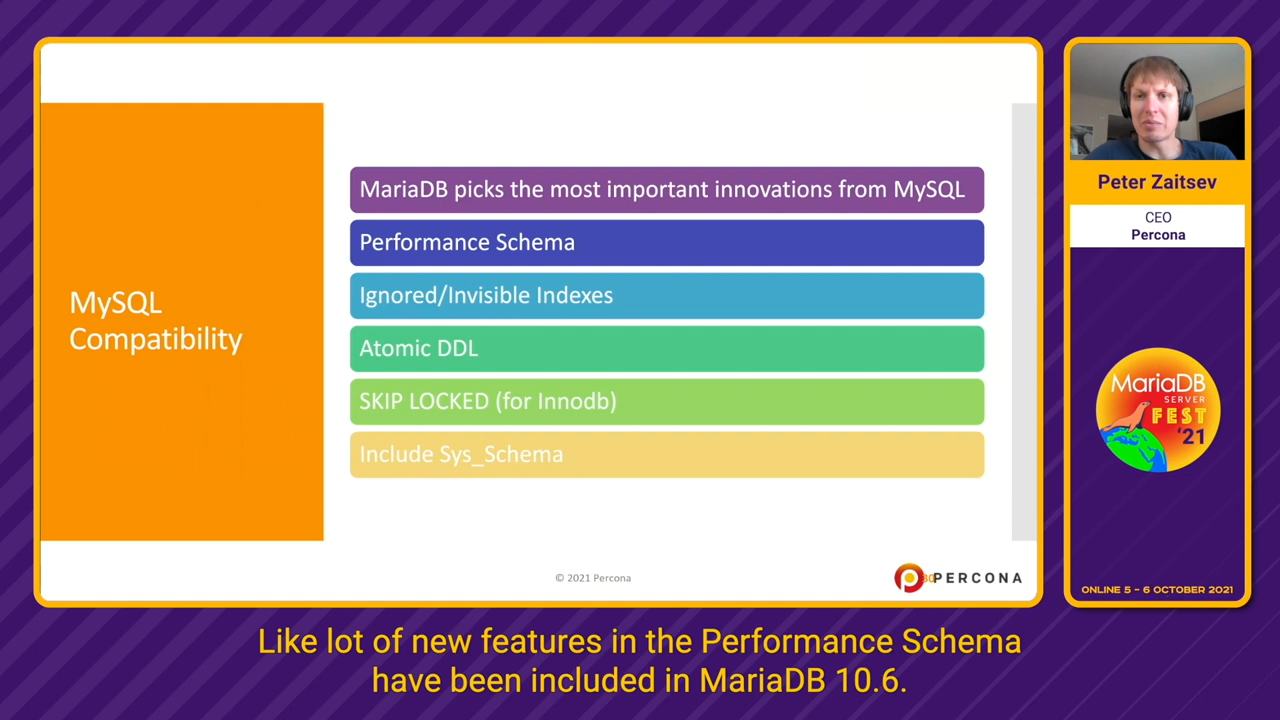 MySQL
Compatibility
MariaDB picks the most important innovations from MySQL
Performance Schema
Ignored/Invisible Indexes
Atomic DDL
SKIP LOCKED (for Innodb)
Include Sys_Schema
© 2021 Percona
30
PERCONA
Peter Zaitsev
CEO
Percona
MariaDB
SERVER
FEST
'21
ONLINE 5 – 6 OCTOBER 2021
Like lot of new features in the Performance Schema
have been included in MariaDB 10.6.